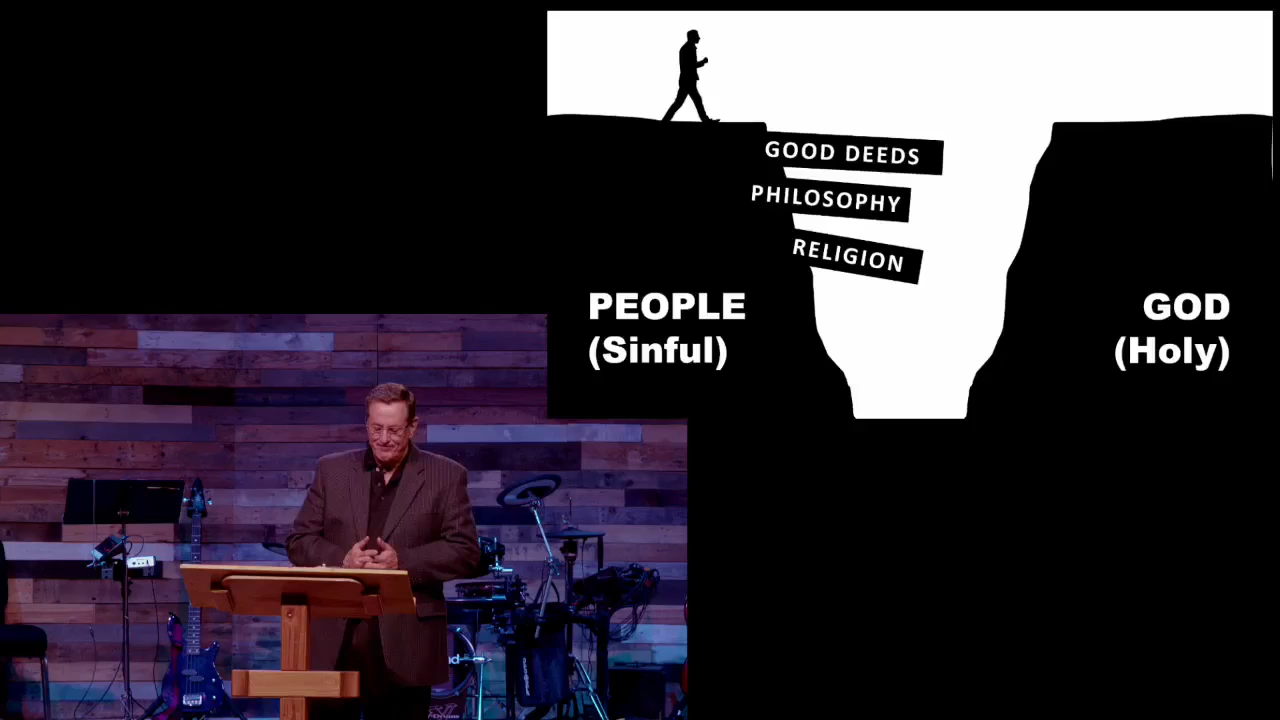 GOOD DEEDS
PHILOSOPHY
RELIGION
PEOPLE
(Sinful)
GOD
(Holy)